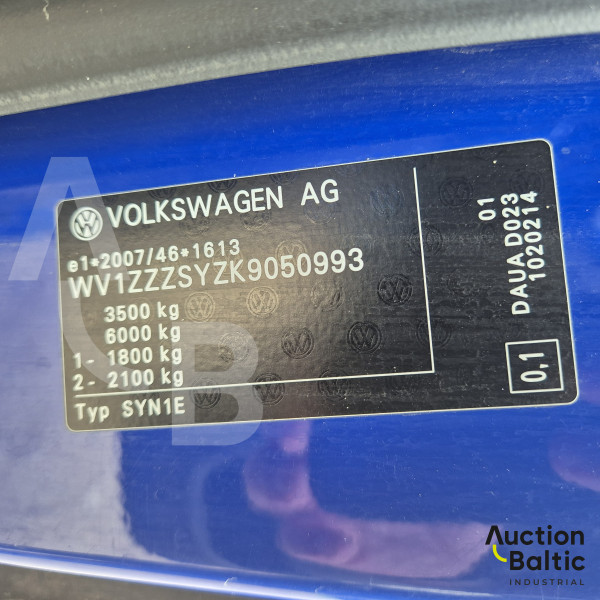 VOLKSWAGEN AG
e1*2007/46*1613
WV1ZZZSYZK9050993
3500 kg
6000 kg
1- 1800 kg
2- 2100 kg
Typ SYN1E
01
DAUA D023
1020214
0,1
AB
Auction
Baltic
INDUSTRIAL